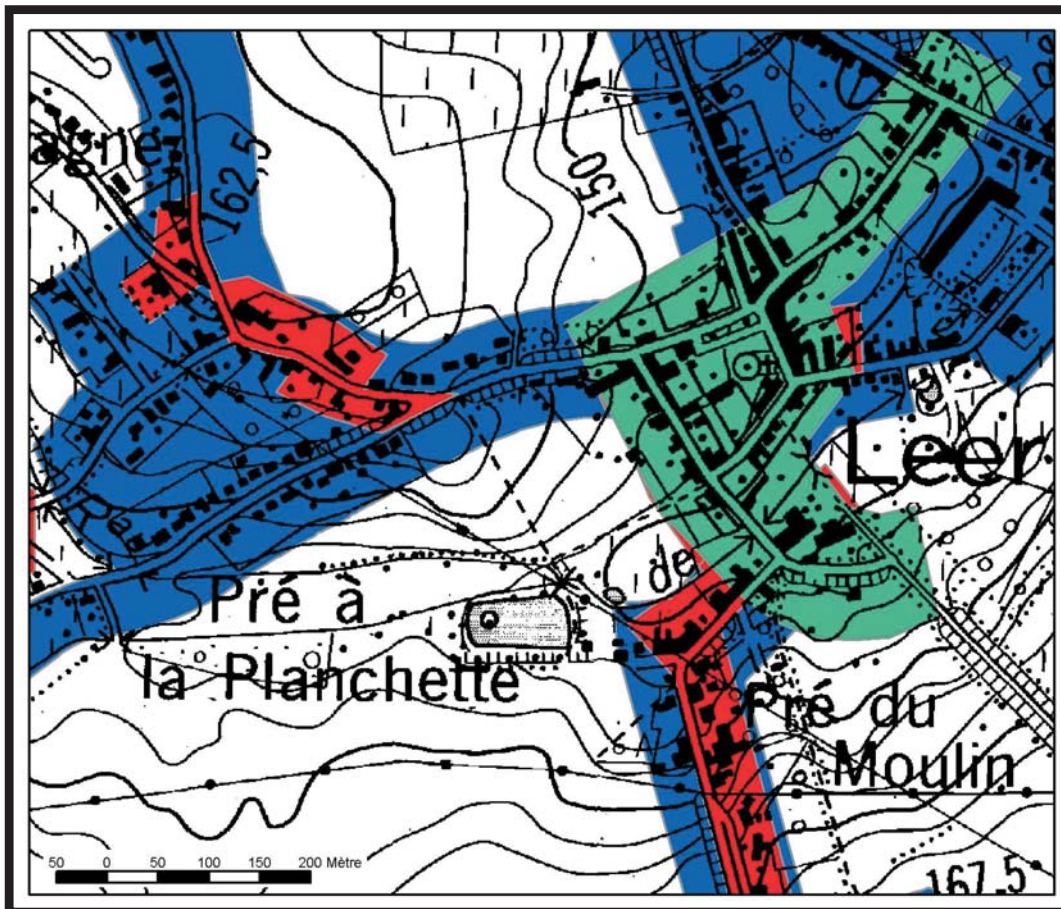 agne
162,5
150
Leer
de
Pré à
la Planchette
Pré du
Moulin
50 0 50 100 150 200 Mètre
167,5